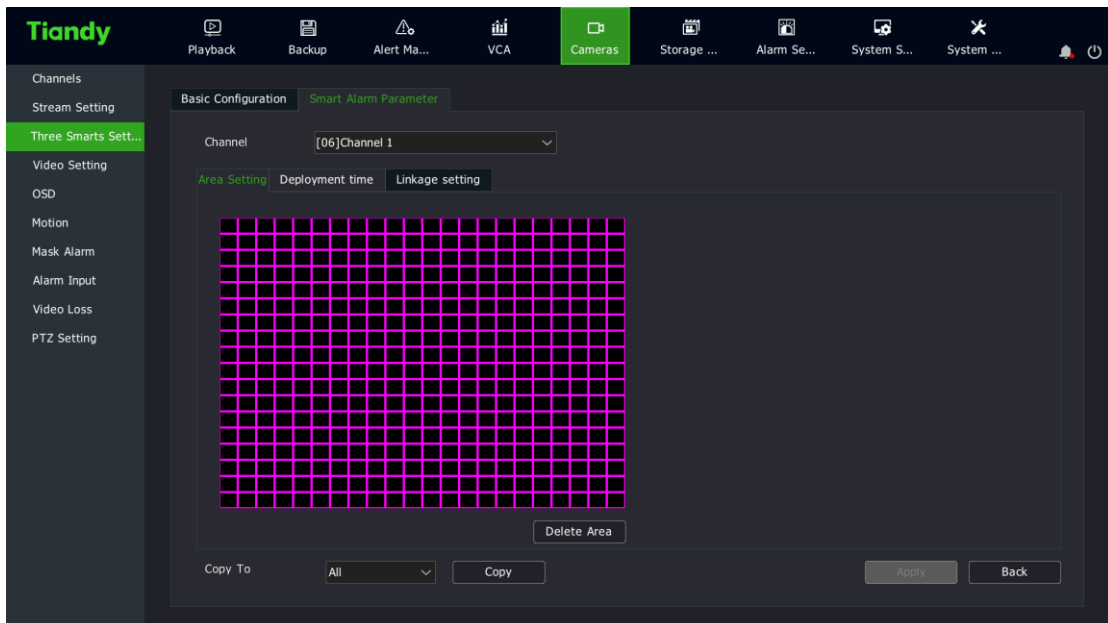 Tiandy
Playback Backup Alert Ma... VCA Cameras Storage ... Alarm Se... System S... System ...
Channels
Stream Setting
Three Smarts Sett...
Video Setting
OSD
Motion
Mask Alarm
Alarm Input
Video Loss
PTZ Setting
Basic Configuration Smart Alarm Parameter
Channel [06]Channel 1
Area Setting Deployment time Linkage setting
Delete Area
Copy To All Copy Apply Back